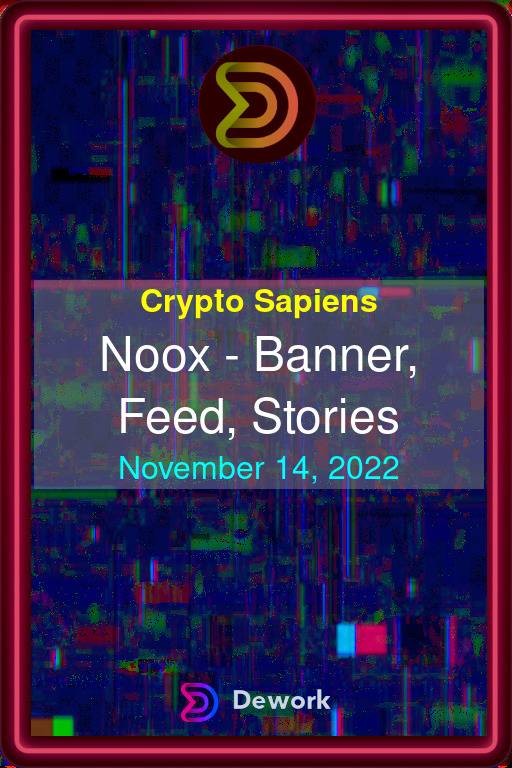 Crypto Sapiens
Noox - Banner,
Feed, Stories
November 14, 2022
Dework